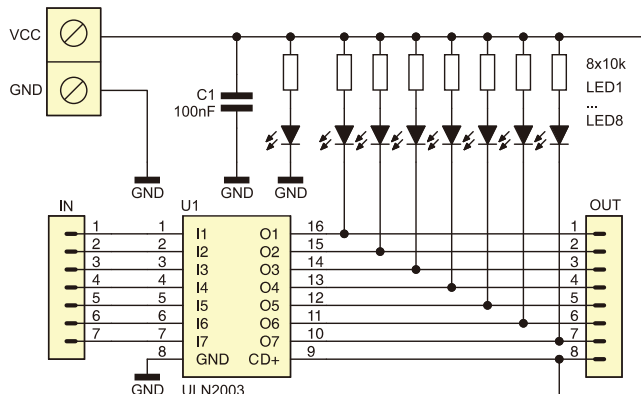 VCC
GND
GND
C1
100nF
GND
GND
8x10k
LED1
...
LED8
IN
1
2
3
4
5
6
7
1
2
3
4
5
6
7
8
GND
U1
I1
I2
I3
I4
I5
I6
I7
GND
O1
O2
O3
O4
O5
O6
O7
CD+
ULN2003
16
15
14
13
12
11
10
9
OUT
1
2
3
4
5
6
7
8